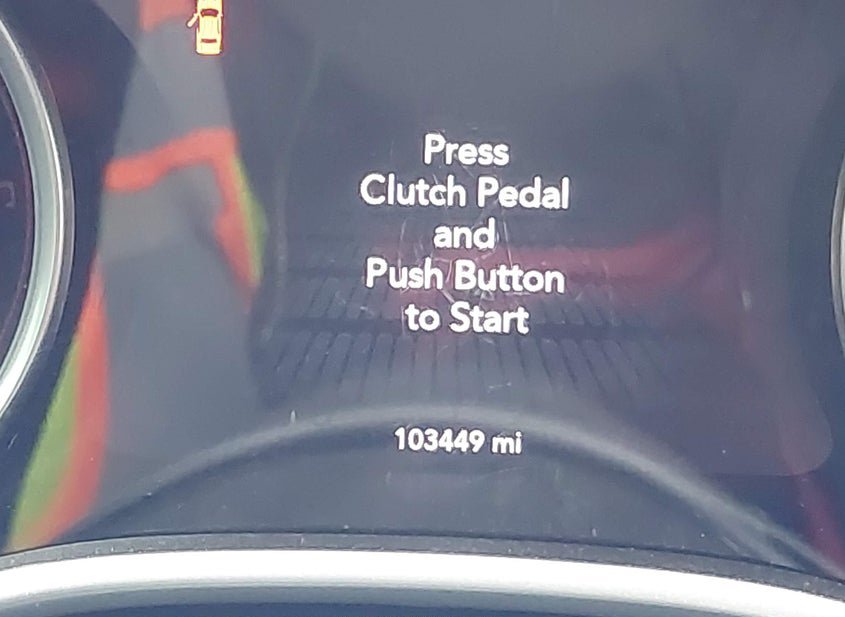 Press
Clutch Pedal
and
Push Button
to Start
103449 mi